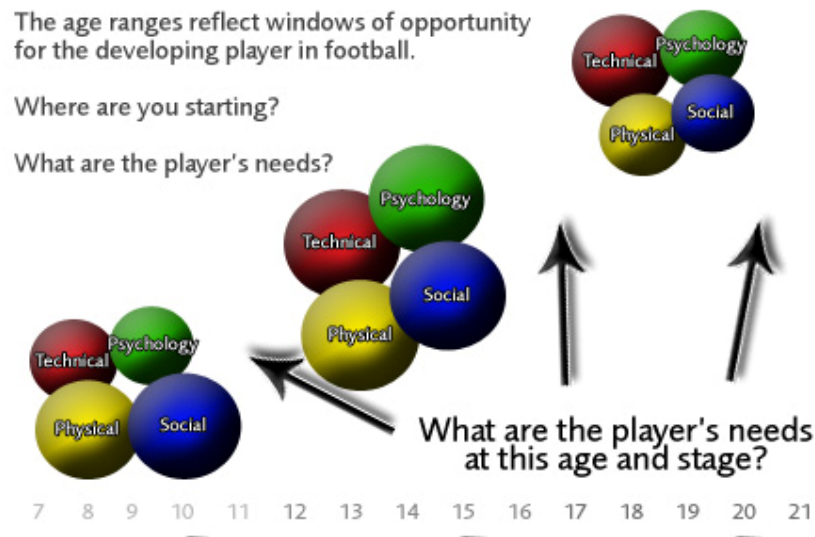 The age ranges reflect windows of opportunity
for the developing player in football.
Where are you starting?
What are the player's needs?
Technical
Psychology
Physical
Social
Technical
Psychology
Physical
Social
Technical
Psychology
Physical
Social
What are the player's needs
at this age and stage?
7 8 9 10 11 12 13 14 15 16 17 18 19 20 21